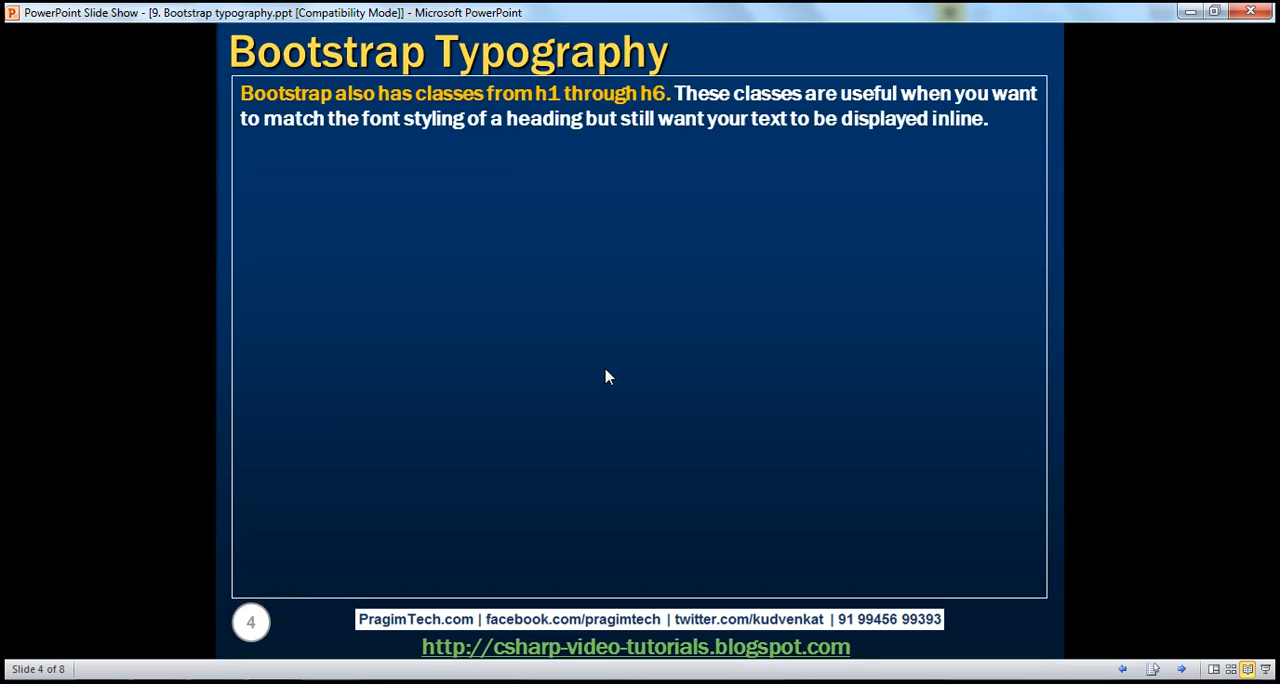 PowerPoint Slide Show - [9. Bootstrap typography.ppt [Compatibility Mode]] - Microsoft PowerPoint
Bootstrap Typography
Bootstrap also has classes from h1 through h6. These classes are useful when you want
to match the font styling of a heading but still want your text to be displayed inline.
4
PragimTech.com | facebook.com/pragimtech | twitter.com/kudvenkat | 91 99456 99393
http://csharp-video-tutorials.blogspot.com
Slide 4 of 8